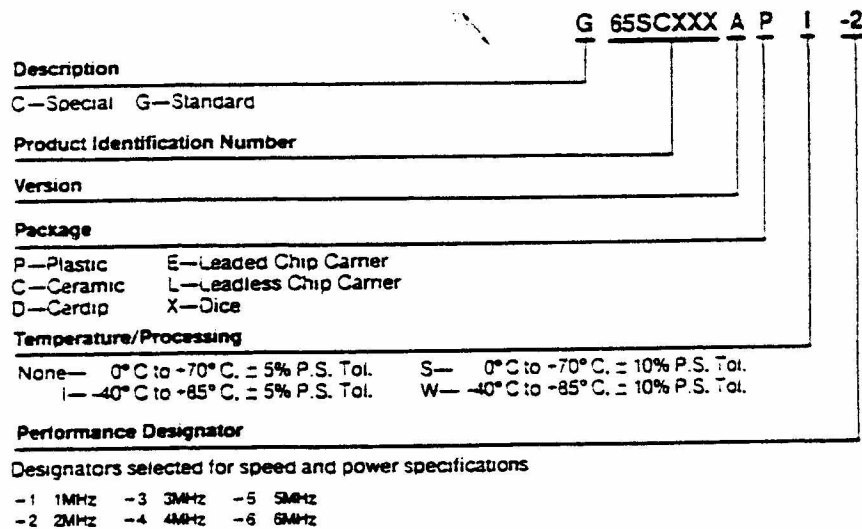 G 65SCXXX A P I -2
Description
C—Special G—Standard
Product Identification Number
Version
Package
P—Plastic E—Leaded Chip Carrier
C—Ceramic L—Leadless Chip Carrier
D—Cerdip X—Dice
Temperature/Processing
None— 0°C to +70°C, ± 5% P.S. Tol. S— 0°C to +70°C, ± 10% P.S. Tol.
I— -40°C to +85°C, ± 5% P.S. Tol. W— -40°C to +85°C, ± 10% P.S. Tol.
Performance Designator
Designators selected for speed and power specifications
-1 1MHz -3 3MHz -5 5MHz
-2 2MHz -4 4MHz -6 6MHz